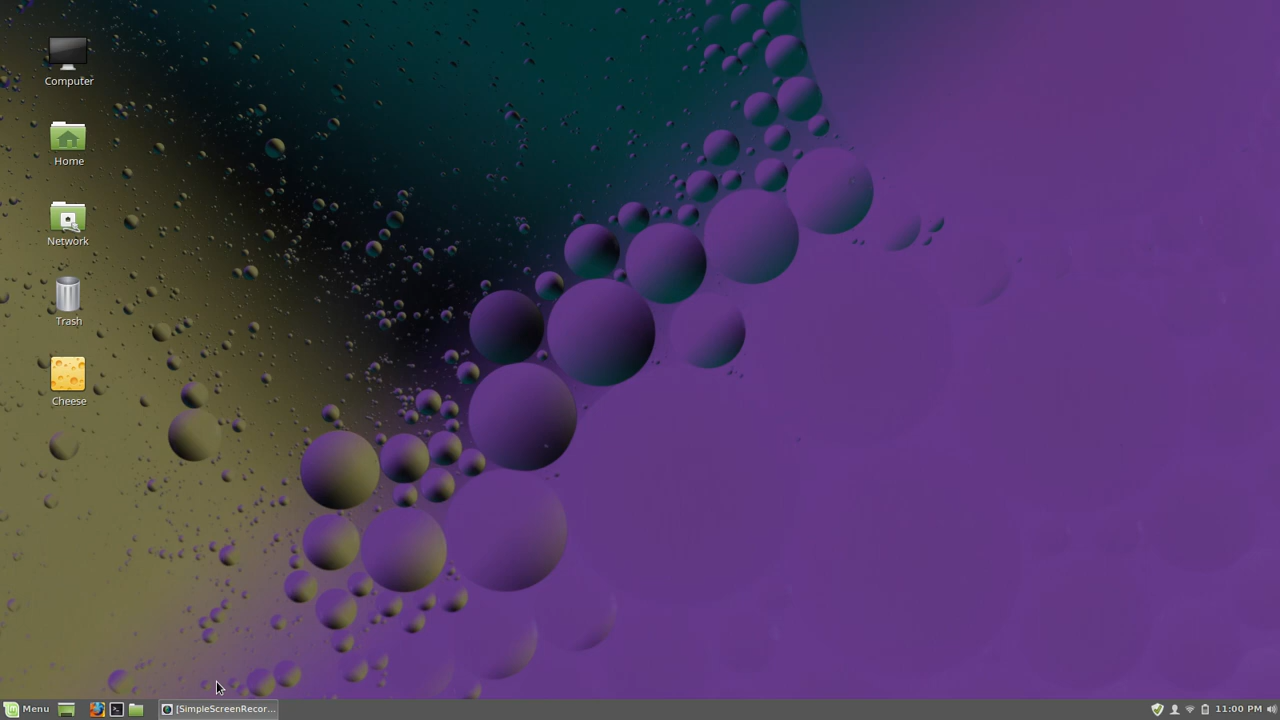 Computer
Home
Network
Trash
Cheese
Menu
[SimpleScreenRecor...
11:00 PM